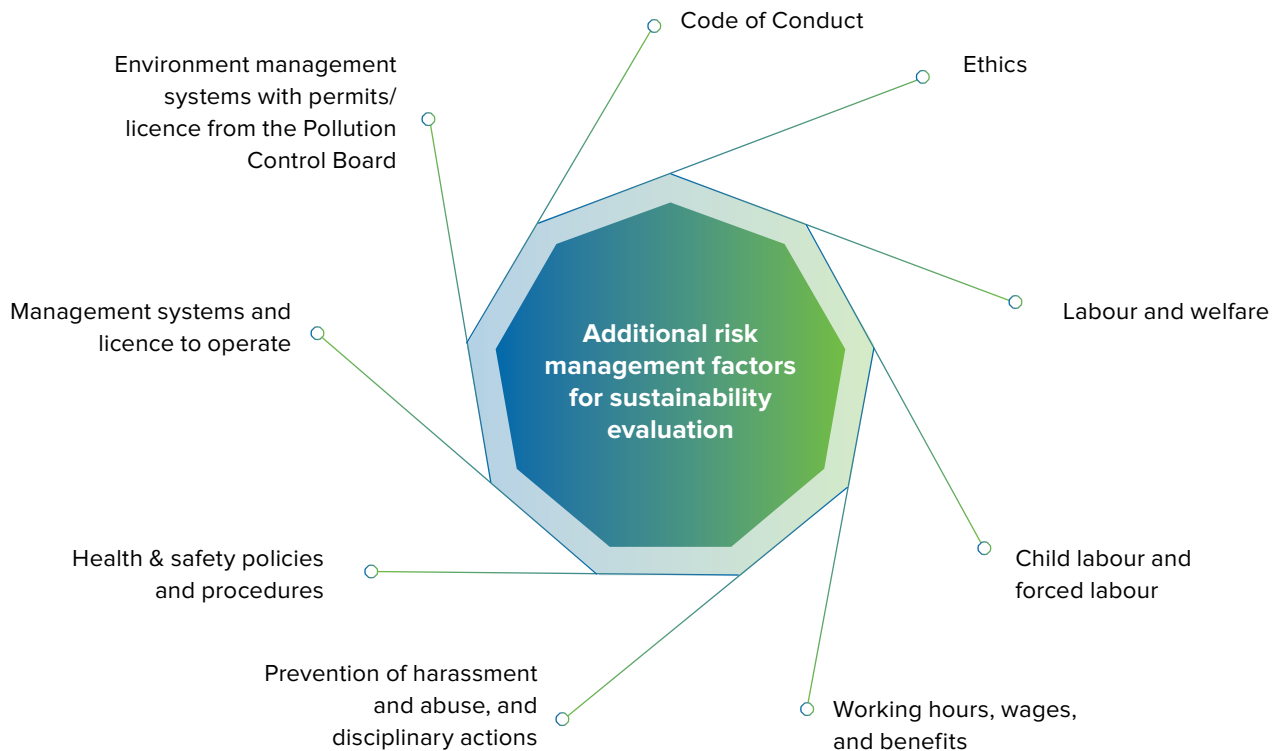 Code of Conduct
Ethics
Labour and welfare
Child labour and
forced labour
Working hours, wages,
and benefits
Prevention of harassment
and abuse, and
disciplinary actions
Health & safety policies
and procedures
Management systems and
licence to operate
Environment management
systems with permits/
licence from the Pollution
Control Board
Additional risk
management factors
for sustainability
evaluation